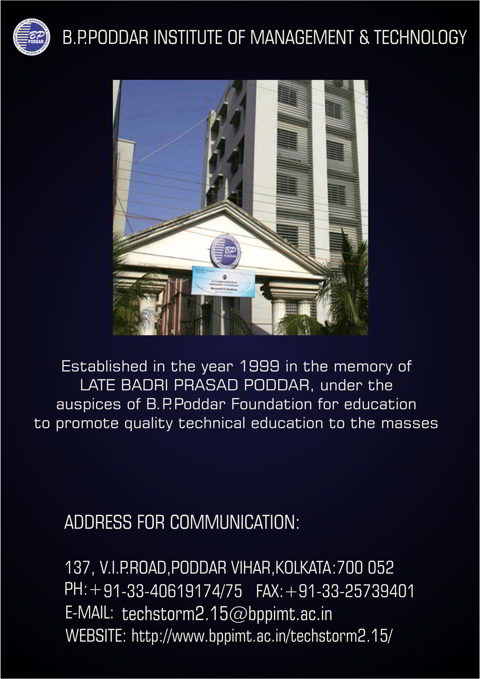 BP
PODDAR
B.P.PODDAR INSTITUTE OF MANAGEMENT & TECHNOLOGY
BP
Established in the year 1999 in the memory of
LATE BADRI PRASAD PODDAR, under the
auspices of B.P.Poddar Foundation for education
to promote quality technical education to the masses
ADDRESS FOR COMMUNICATION:
137, V.I.P.ROAD,PODDAR VIHAR,KOLKATA:700 052
PH:+91-33-40619174/75 FAX:+91-33-25739401
E-MAIL: techstorm2.15@bppimt.ac.in
WEBSITE: http://www.bppimt.ac.in/techstorm2.15/